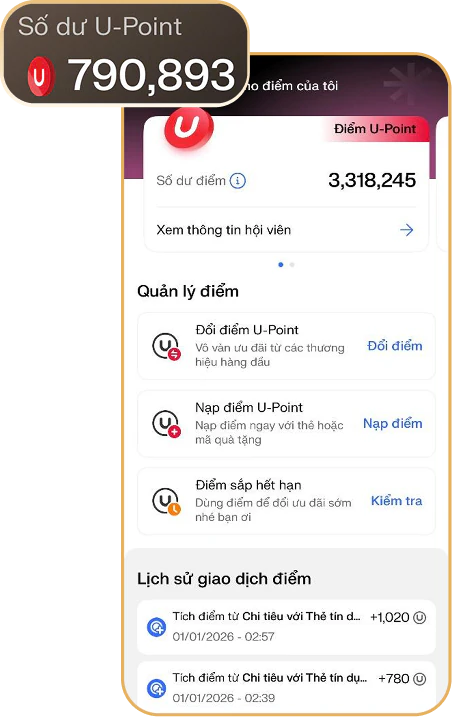 Số dư U-Point
790,893
điểm của tôi
Điểm U-Point
Số dư điểm
3,318,245
Xem thông tin hội viên
Quản lý điểm
Đổi điểm U-Point
Vô vàn ưu đãi từ các thương
hiệu hàng đầu
Đổi điểm
Nạp điểm U-Point
Nạp điểm ngay với thẻ hoặc
mã quà tặng
Nạp điểm
Điểm sắp hết hạn
Dùng điểm để đổi ưu đãi sớm
nhé bạn ơi
Kiểm tra
Lịch sử giao dịch điểm
Tích điểm từ Chi tiêu với Thẻ tín d...
+1,020
01/01/2026 - 02:57
Tích điểm từ Chi tiêu với Thẻ tín dụ...
+780
01/01/2026 - 02:39